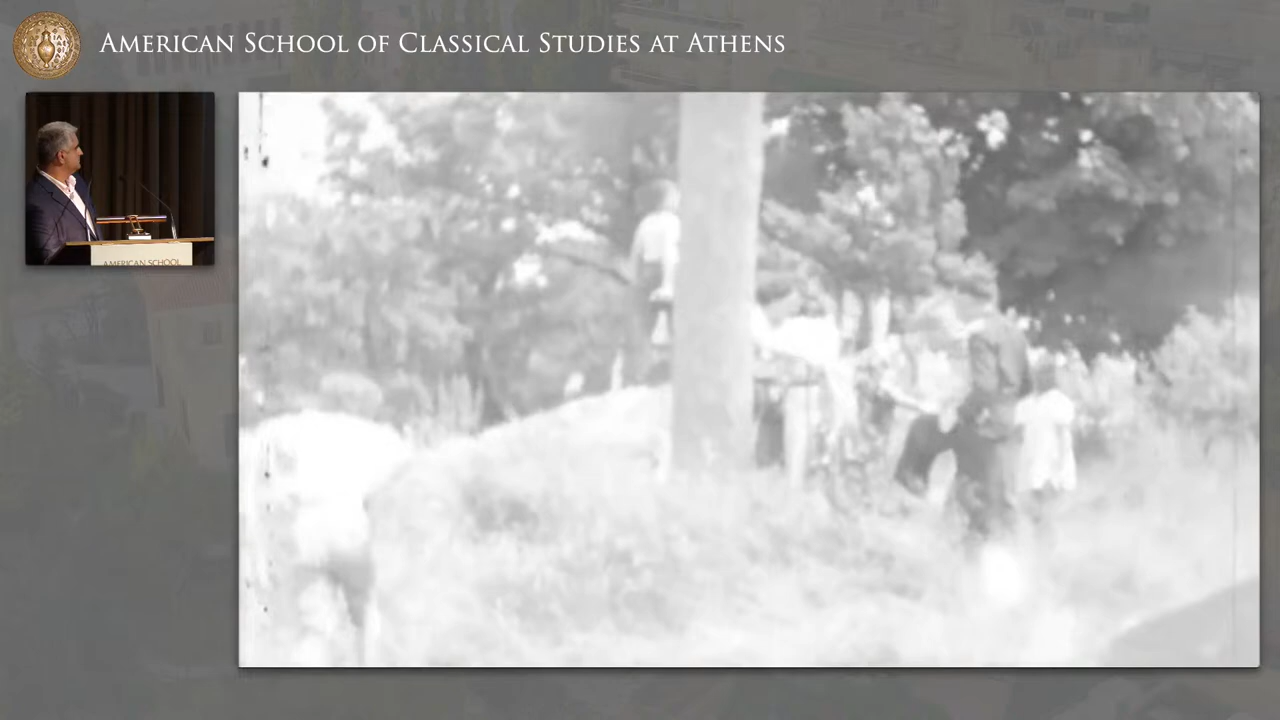 AMERICAN SCHOOL OF CLASSICAL STUDIES AT ATHENS
AMERICAN SCHOOL